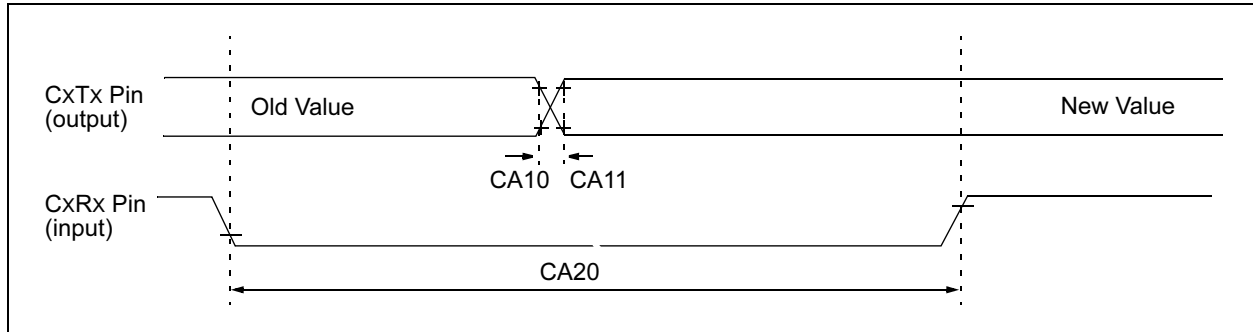 CxTx Pin
(output)
Old Value
New Value
CA10 CA11
CxRx Pin
(input)
CA20